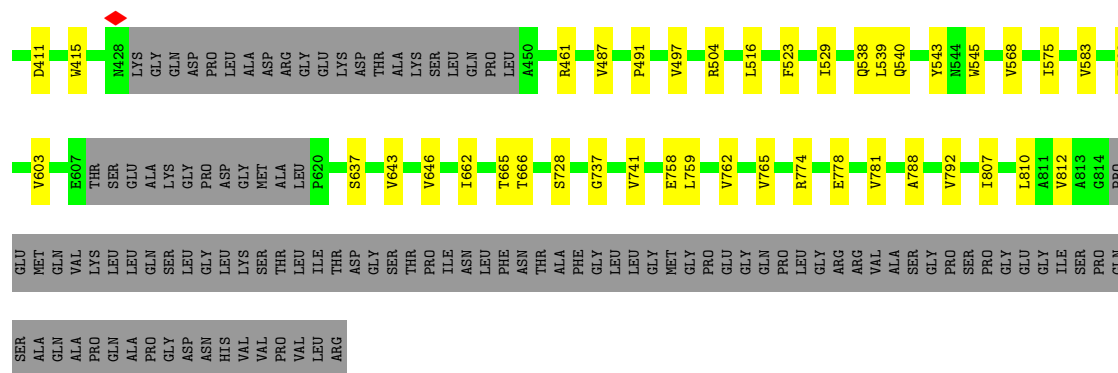 D411 W415 N428 LYS GLY GLN ASP PRO LEU ALA ASP ARG GLY GLU LYS ASP THR ALA LYS SER LEU GLN PRO LEU A450 R461 V487 P491 V497 R504 L516 F523 I529 Q538 L539 Q540 Y543 N544 W545 V568 I575 V583
V603 E607 THR SER GLU ALA LYS GLY PRO ASP GLY MET ALA LEU P620 S637 V643 V646 I662 T665 T666 S728 G737 V741 E758 L759 V762 V765 R774 E778 V781 A788 V792 I807 L810 A811 V812 A813 G814 PRO
GLU MET GLN VAL LYS LEU LEU GLN SER LEU GLY LEU LYS SER THR LEU ILE THR ASP GLY SER THR PRO ILE ASN LEU PHE ASN THR ALA PHE GLY LEU LEU GLY MET GLY PRO GLU GLY GLN PRO LEU GLY ARG ARG VAL ALA SER GLY PRO SER PRO GLY GLU GLY ILE SER PRO GLN
SER ALA GLN ALA PRO GLN ALA PRO GLY ASP ASN HIS VAL VAL PRO VAL LEU ARG